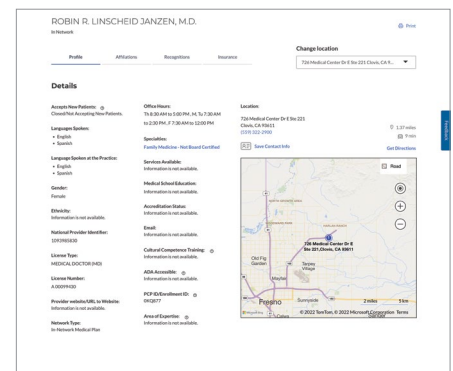 ROBIN R. LINSCHEID JANZEN, M.D.
In Network
Print
Change location
Profile
Affiliations
Recognitions
Insurance
726 Medical Center Dr E Ste 221 Clovis, CA 9...
Details
Accepts New Patients:
Closed/Not Accepting New Patients.
Languages Spoken:
English
Spanish
Language Spoken at the Practice:
English
Spanish
Gender:
Female
Ethnicity:
Information is not available.
National Provider Identifier:
License Type:
MEDICAL DOCTOR (MD)
License Number:
Provider website/URL to Website:
Information is not available.
Network Type:
In-Network Medical Plan
Office Hours:
Th 8:30 AM to 5:00 PM, M, Tu 7:30 AM
to 2:30 PM, F 7:30 AM to 12:00 PM
Specialties:
Family Medicine - Not Board Certified
Services Available:
Information is not available.
Medical School Education:
Information is not available.
Accreditation Status:
Information is not available.
Email:
Information is not available.
Cultural Competence Training:
Information is not available.
ADA Accessible:
Information is not available.
PCP ID/Enrollment ID:
Area of Expertise:
Information is not available.
Location:
726 Medical Center Dr E Ste 221
Clovis, CA 93611
(559) 322-2900
1.37 miles
9 min
Save Contact Info
Get Directions
Feedback
Road
726 Medical Center Dr E
Ste 221,Clovis, CA 93611
Old Fig
Garden
Tarpey
Village
Mayfair
Fresno
Sunnyside
2 miles
5 km
© 2022 TomTom, © 2022 Microsoft Corporation Terms